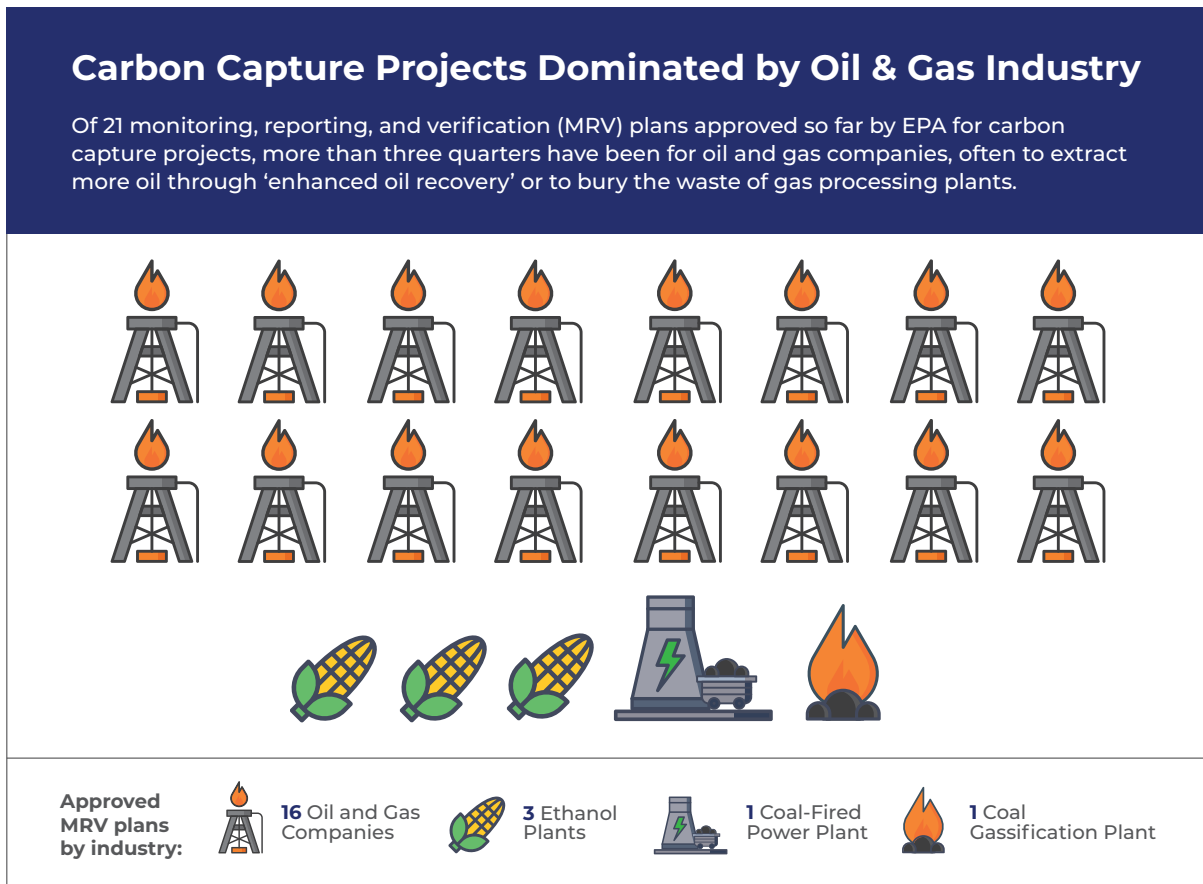 Carbon Capture Projects Dominated by Oil & Gas Industry
Of 21 monitoring, reporting, and verification (MRV) plans approved so far by EPA for carbon
capture projects, more than three quarters have been for oil and gas companies, often to extract
more oil through ‘enhanced oil recovery’ or to bury the waste of gas processing plants.
Approved
MRV plans
by industry:
16 Oil and Gas
Companies
3 Ethanol
Plants
1 Coal-Fired
Power Plant
1 Coal
Gassification Plant